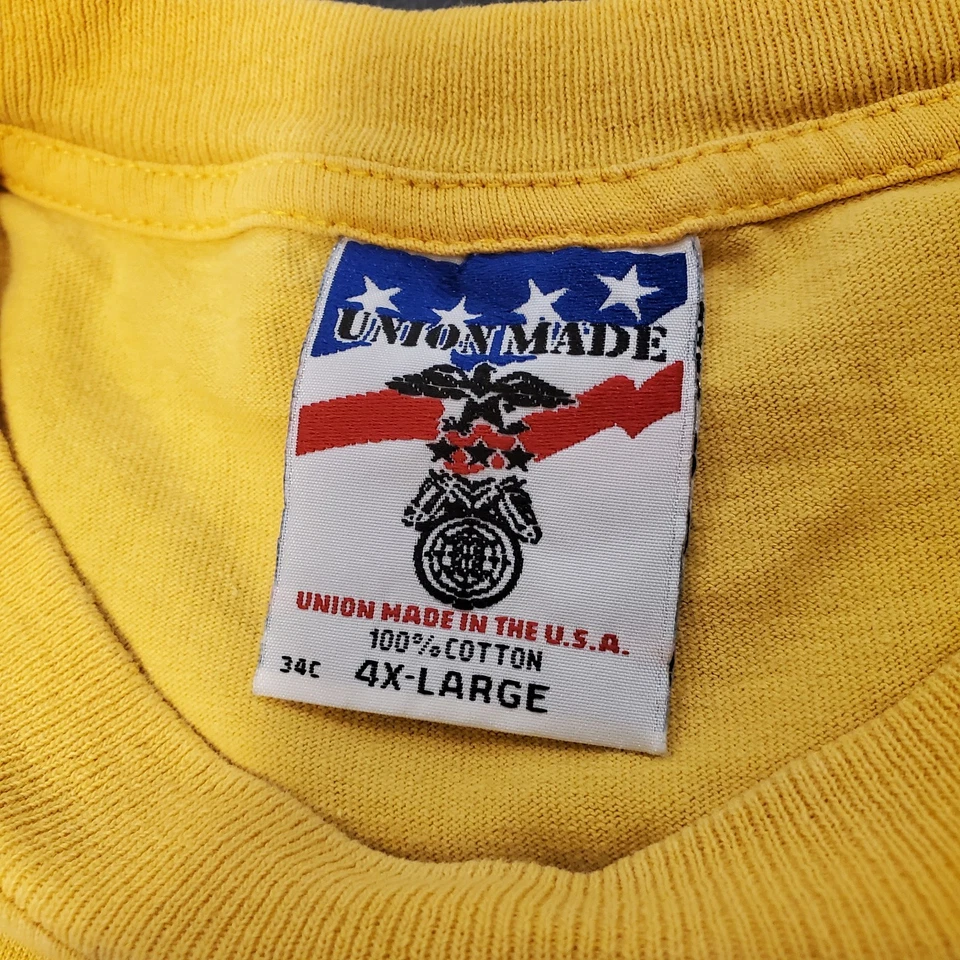 UNION MADE
UNION MADE IN THE U.S.A.
100% COTTON
34C 4X-LARGE